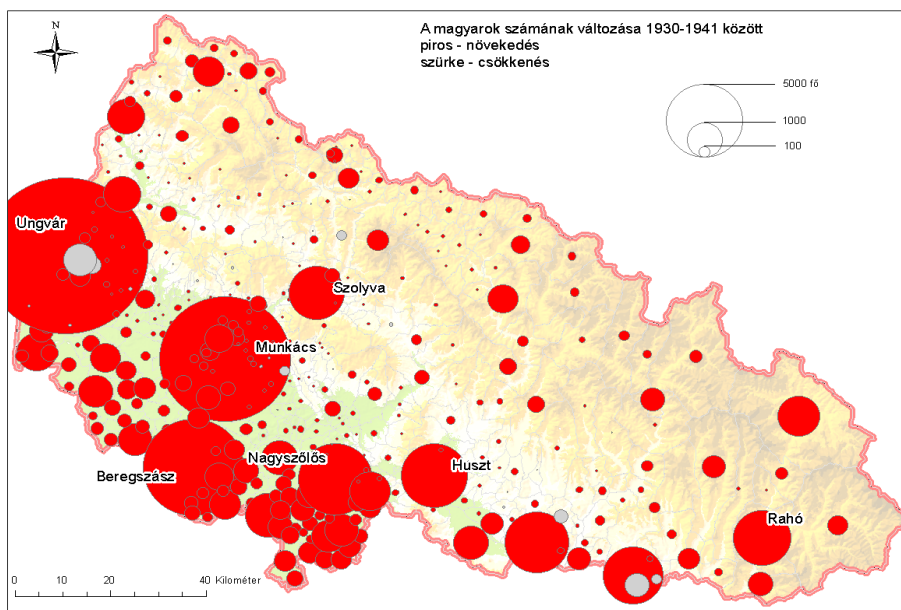 A magyarok számának változása 1930-1941 között
piros - növekedés
szürke - csökkenés
N
5000 fő
1000
100
Ungvár
Szolyva
Munkács
Nagyszőlős
Huszt
Beregszász
Rahó
0 10 20 40 Kilométer